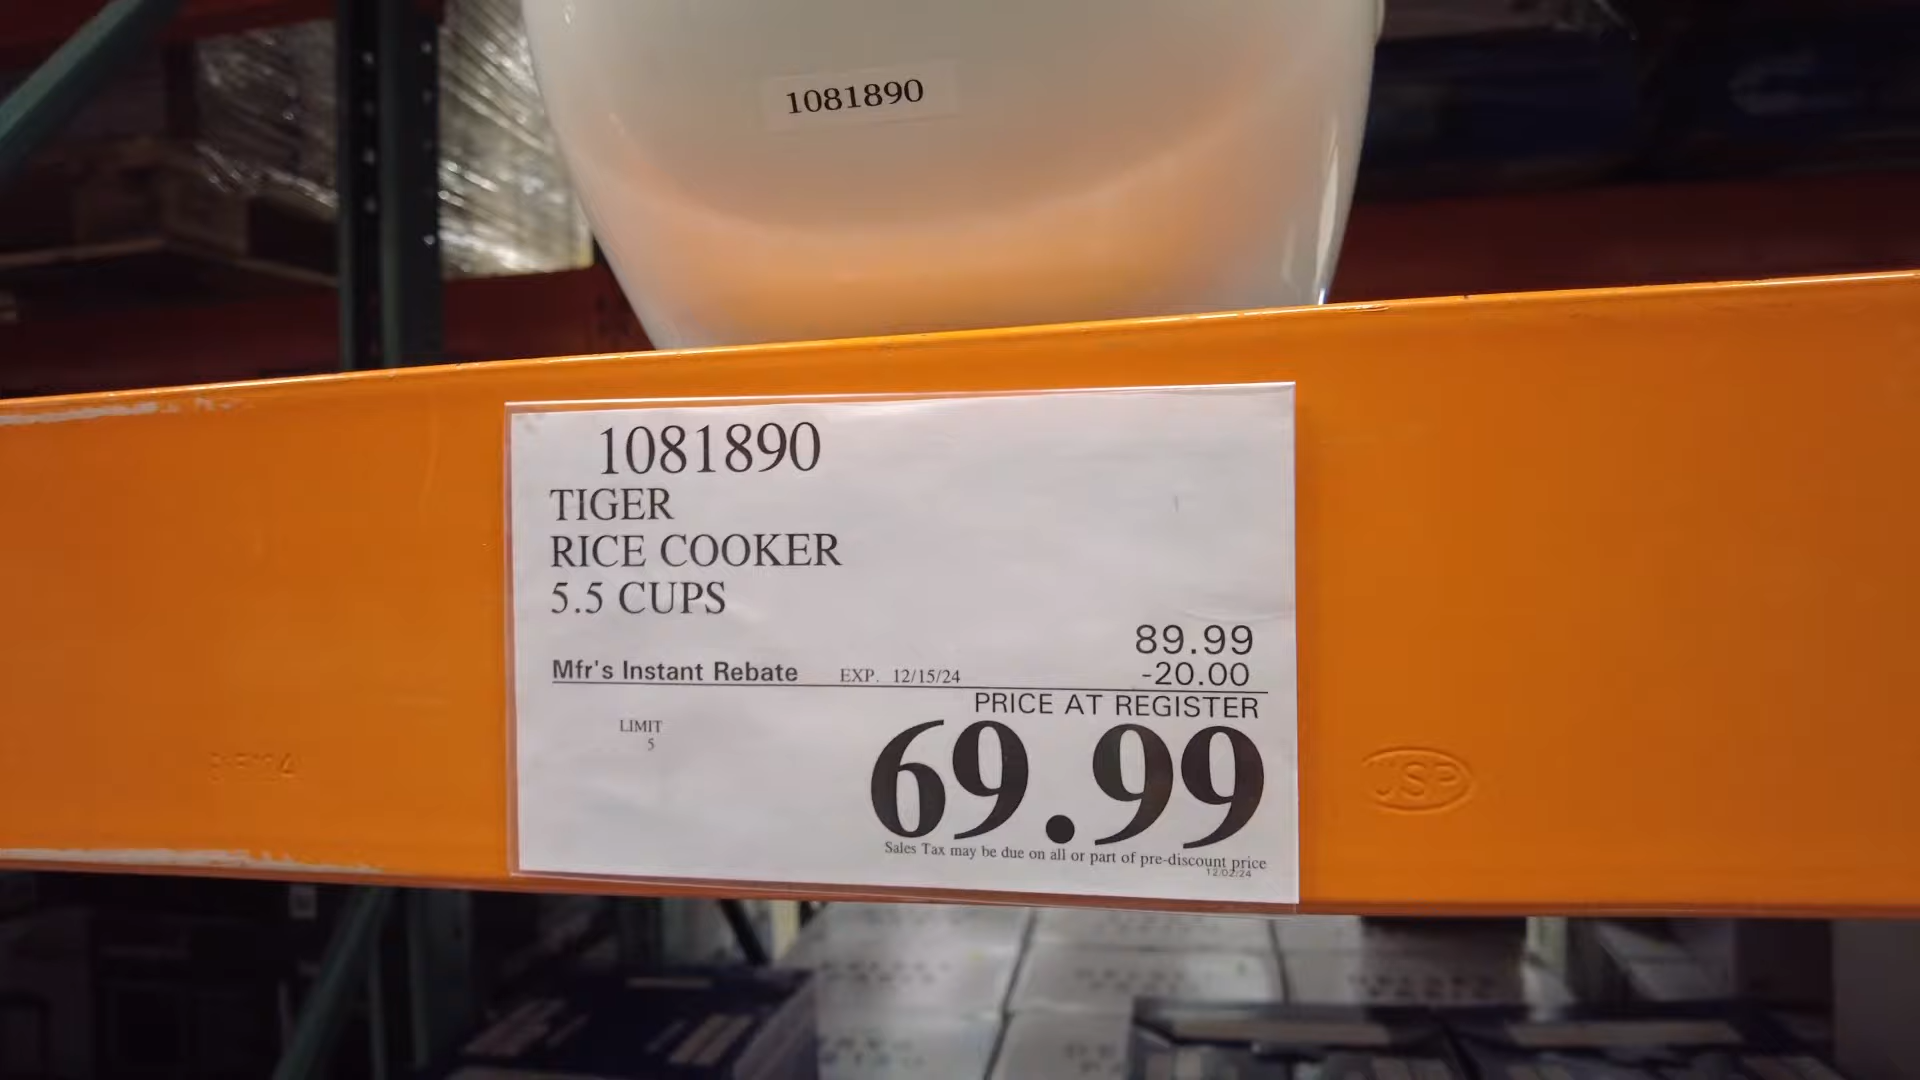 1081890
1081890
TIGER
RICE COOKER
5.5 CUPS
89.99
Mfr's Instant Rebate EXP. 12/15/24 -20.00
PRICE AT REGISTER
LIMIT
5
69.99
Sales Tax may be due on all or part of pre-discount price
12/02/24
USP